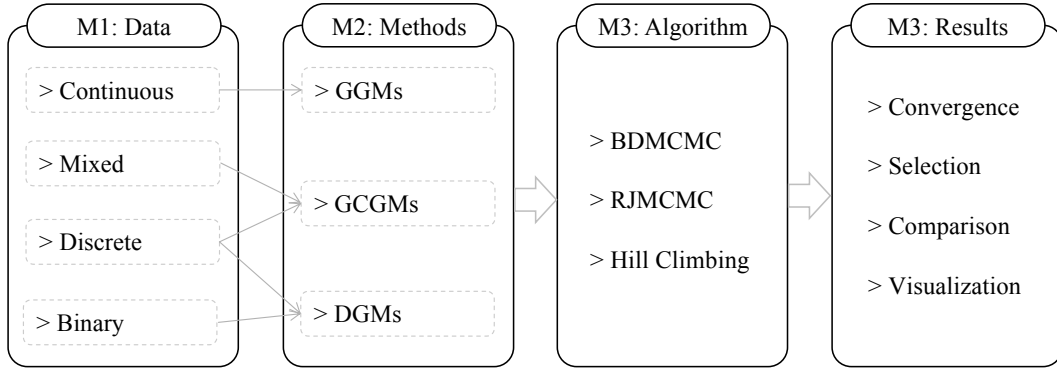 M1: Data
> Continuous
> Mixed
> Discrete
> Binary
M2: Methods
> GGMs
> GCGMs
> DGMs
M3: Algorithm
> BDMCMC
> RJMCMC
> Hill Climbing
M3: Results
> Convergence
> Selection
> Comparison
> Visualization